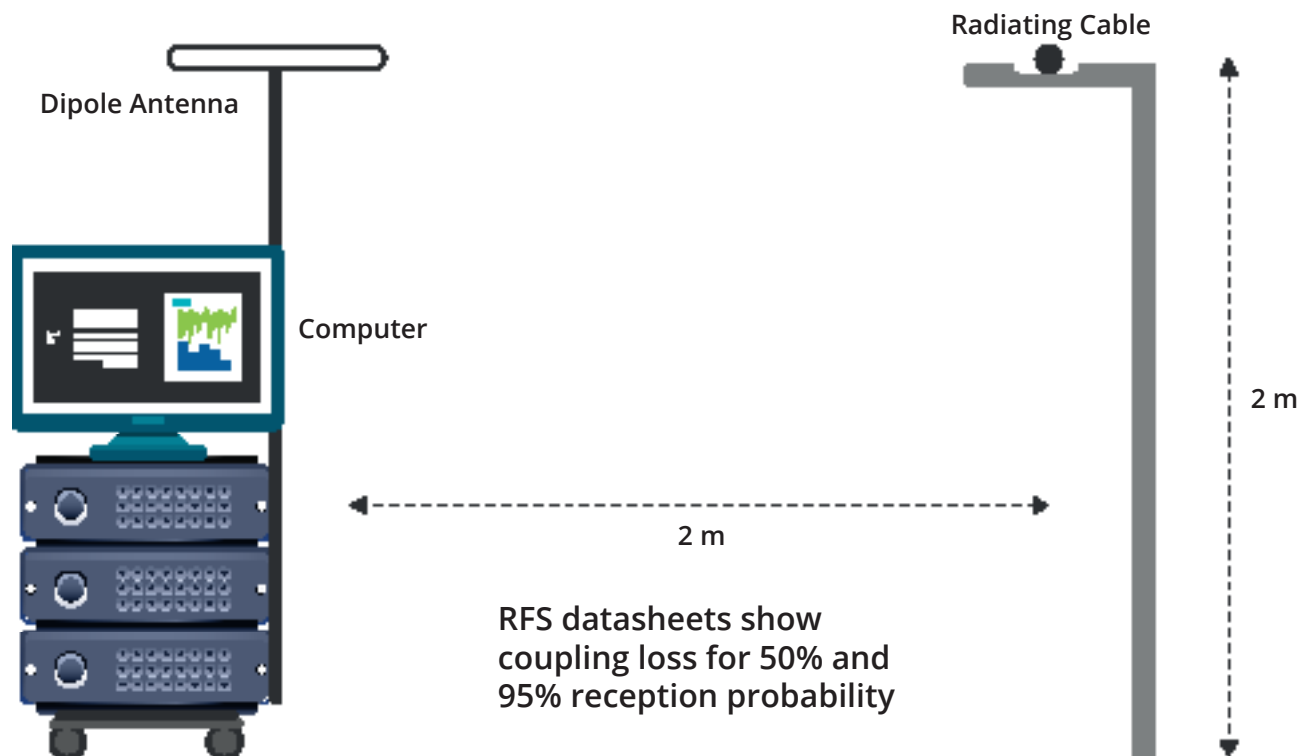 Radiating Cable
Dipole Antenna
Computer
2 m
2 m
RFS datasheets show
coupling loss for 50% and
95% reception probability